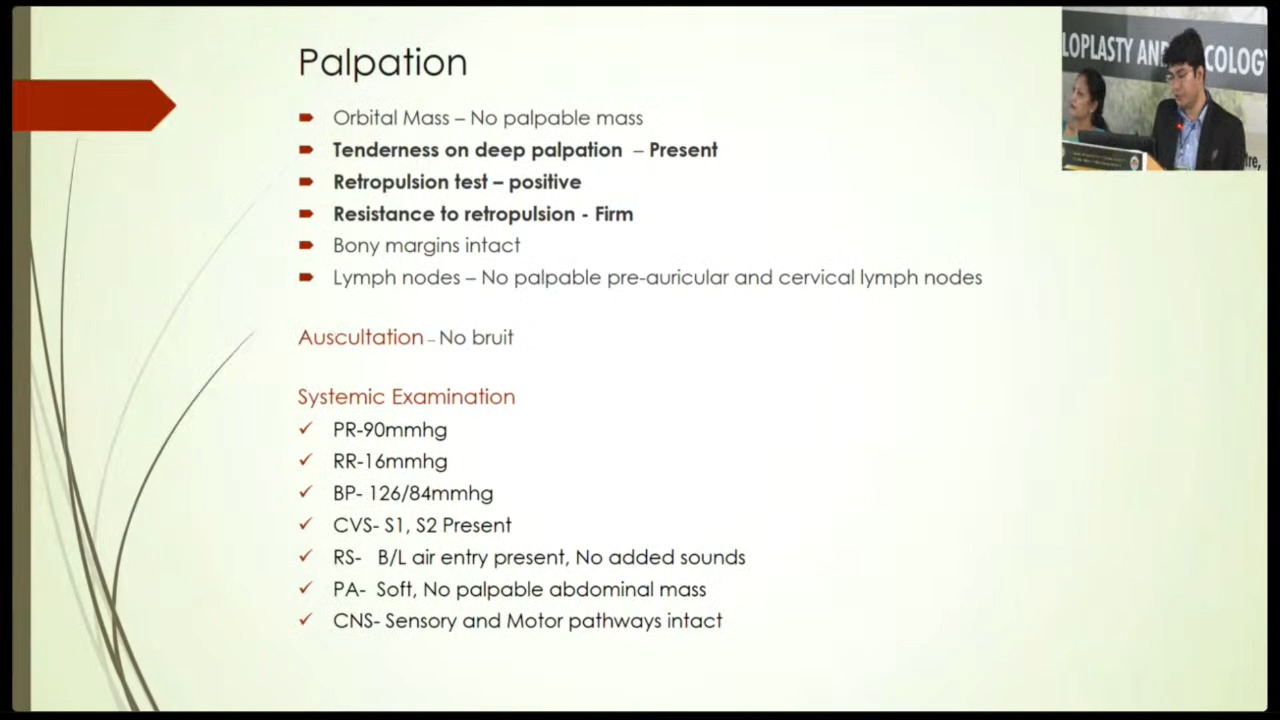 Palpation
Orbital Mass – No palpable mass
Tenderness on deep palpation – Present
Retropulsion test – positive
Resistance to retropulsion - Firm
Bony margins intact
Lymph nodes – No palpable pre-auricular and cervical lymph nodes
Auscultation – No bruit
Systemic Examination
PR-90mmhg
RR-16mmhg
BP- 126/84mmhg
CVS- S1, S2 Present
RS- B/L air entry present, No added sounds
PA- Soft, No palpable abdominal mass
CNS- Sensory and Motor pathways intact
LOPLASTY AND COLOGY